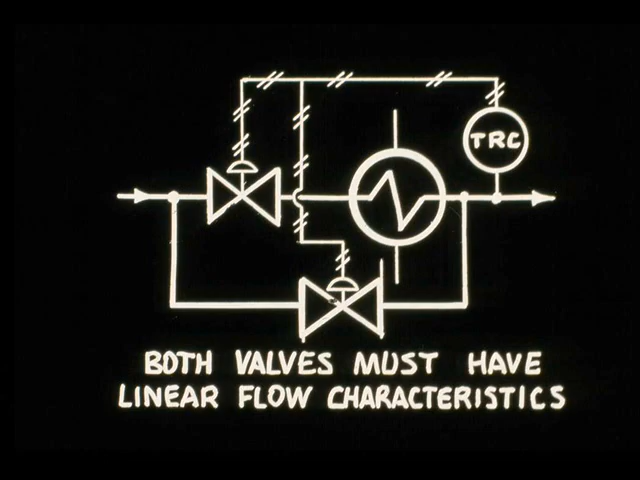 TRC
BOTH VALVES MUST HAVE
LINEAR FLOW CHARACTERISTICS